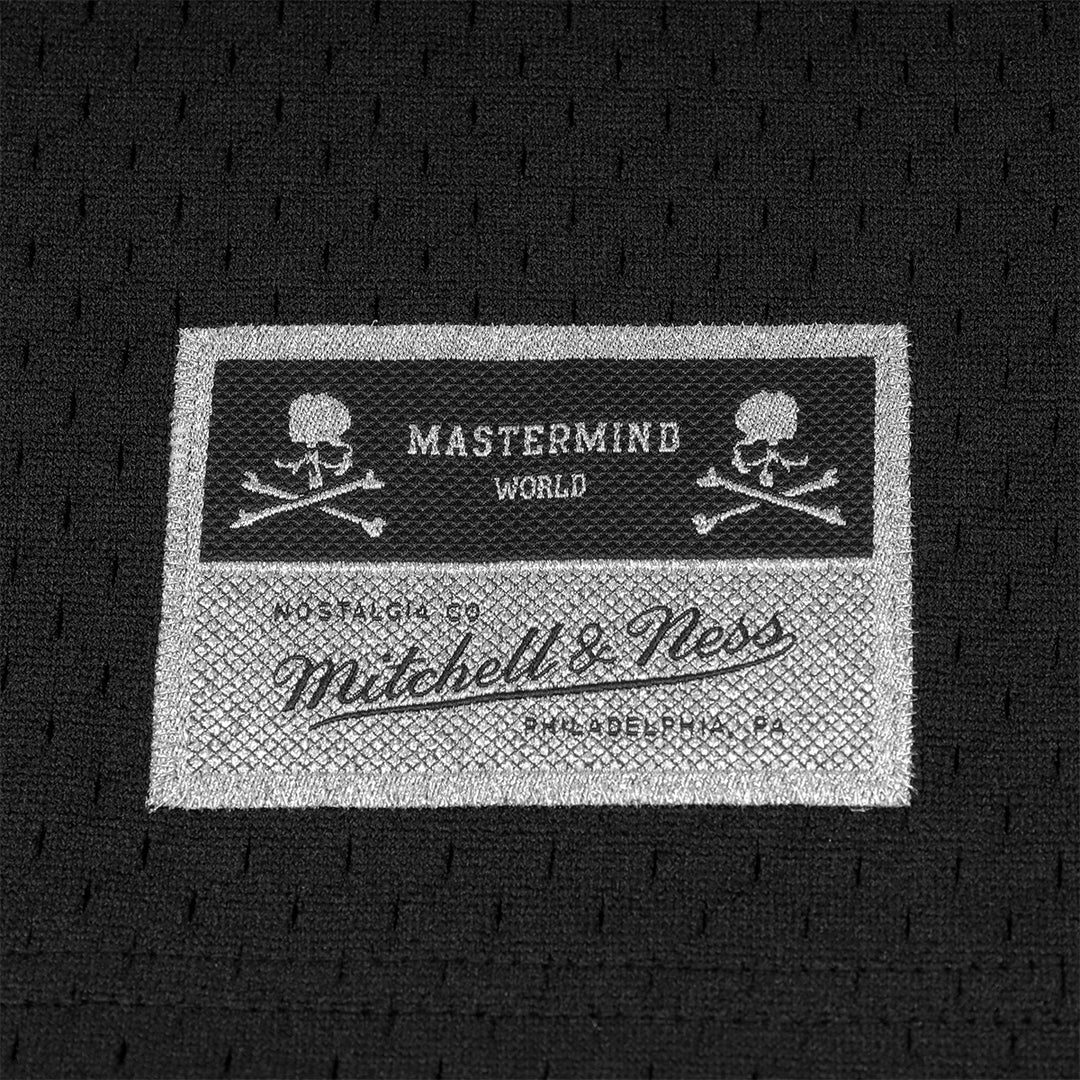 MASTERMIND
WORLD
NOSTALGIA CO
Mitchell & Ness
PHILADELPHIA, PA